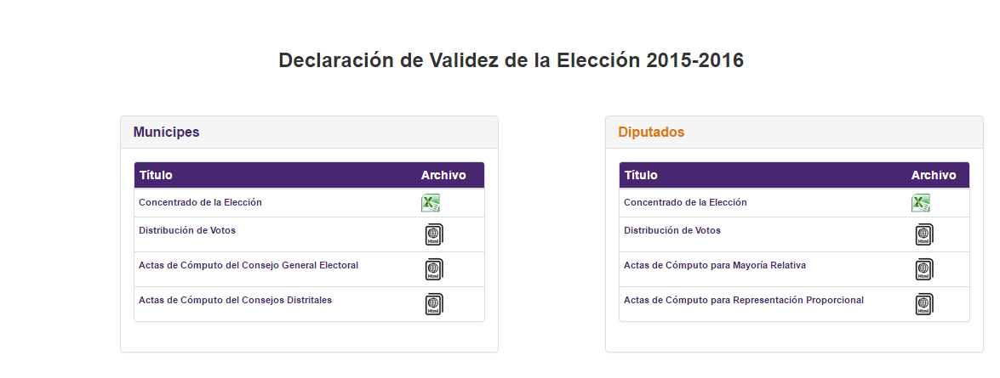 Declaración de Validez de la Elección 2015-2016
Munícipes
Título Archivo
Concentrado de la Elección
Distribución de Votos
Html
Actas de Cómputo del Consejo General Electoral
Html
Actas de Cómputo del Consejos Distritales
Html
Diputados
Título Archivo
Concentrado de la Elección
Distribución de Votos
Html
Actas de Cómputo para Mayoría Relativa
Html
Actas de Cómputo para Representación Proporcional
Html